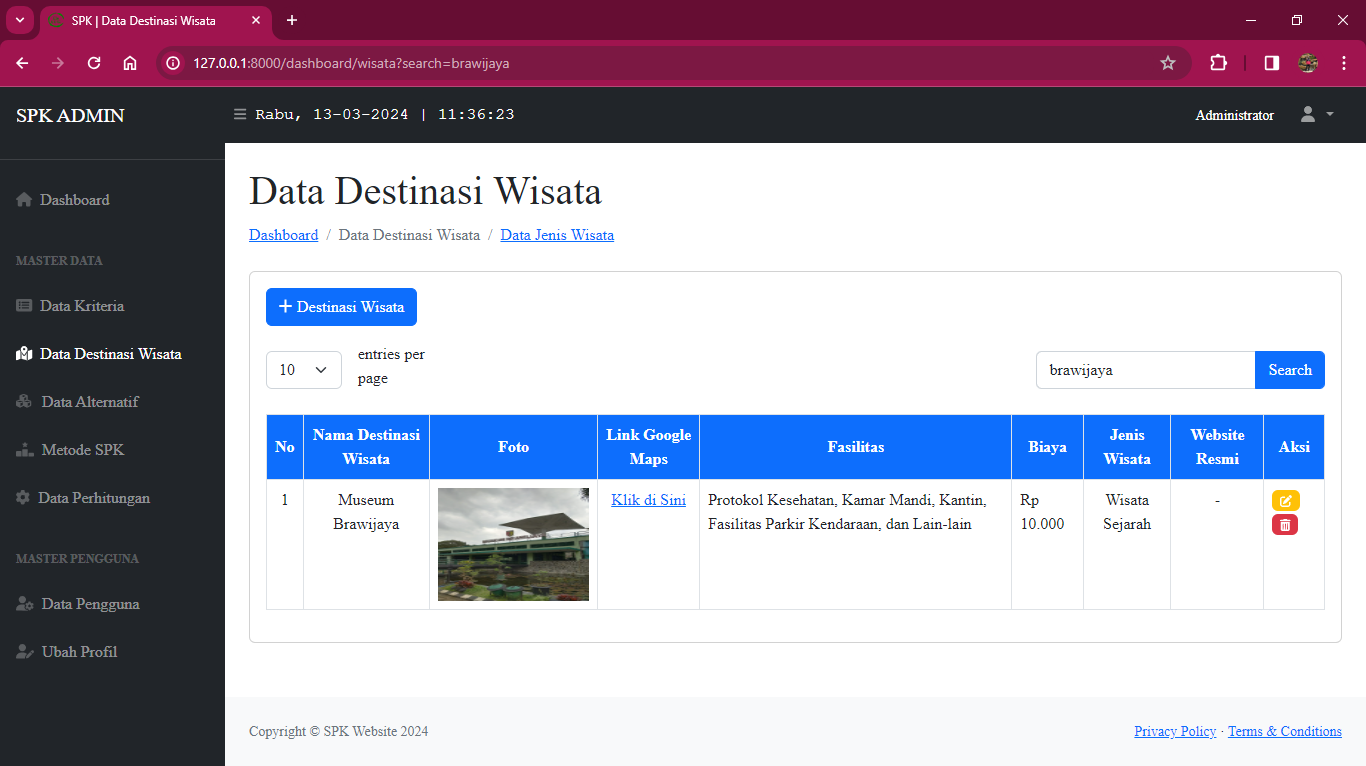 SPK | Data Destinasi Wisata
127.0.0.1:8000/dashboard/wisata?search=brawijaya
SPK ADMIN
Rabu, 13-03-2024 | 11:36:23
Administrator
Dashboard
MASTER DATA
Data Kriteria
Data Destinasi Wisata
Data Alternatif
Metode SPK
Data Perhitungan
MASTER PENGGUNA
Data Pengguna
Ubah Profil
Data Destinasi Wisata
Dashboard / Data Destinasi Wisata / Data Jenis Wisata
+ Destinasi Wisata
10
entries per
page
brawijaya
Search
No
Nama Destinasi
Wisata
Foto
Link Google
Maps
Fasilitas
Biaya
Jenis
Wisata
Website
Resmi
Aksi
1
Museum
Brawijaya
Klik di Sini
Protokol Kesehatan, Kamar Mandi, Kantin,
Fasilitas Parkir Kendaraan, dan Lain-lain
Rp
10.000
Wisata
Sejarah
-
Copyright © SPK Website 2024
Privacy Policy · Terms & Conditions